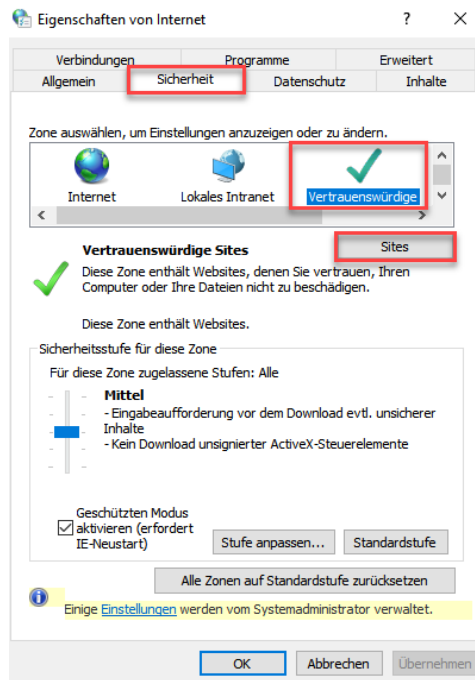 Eigenschaften von Internet
Verbindungen Programme Erweitert
Allgemein Sicherheit Datenschutz Inhalte
Zone auswählen, um Einstellungen anzuzeigen oder zu ändern.
Internet Lokales Intranet Vertrauenswürdige
Vertrauenswürdige Sites
Sites
Diese Zone enthält Websites, denen Sie vertrauen, Ihren
Computer oder Ihre Dateien nicht zu beschädigen.
Diese Zone enthält Websites.
Sicherheitsstufe für diese Zone
Für diese Zone zugelassene Stufen: Alle
Mittel
- Eingabeaufforderung vor dem Download evtl. unsicherer
Inhalte
- Kein Download unsignierter ActiveX-Steuerelemente
Geschützten Modus
aktivieren (erfordert
IE-Neustart)
Stufe anpassen... Standardstufe
Alle Zonen auf Standardstufe zurücksetzen
Einige Einstellungen werden vom Systemadministrator verwaltet.
OK Abbrechen Übernehmen